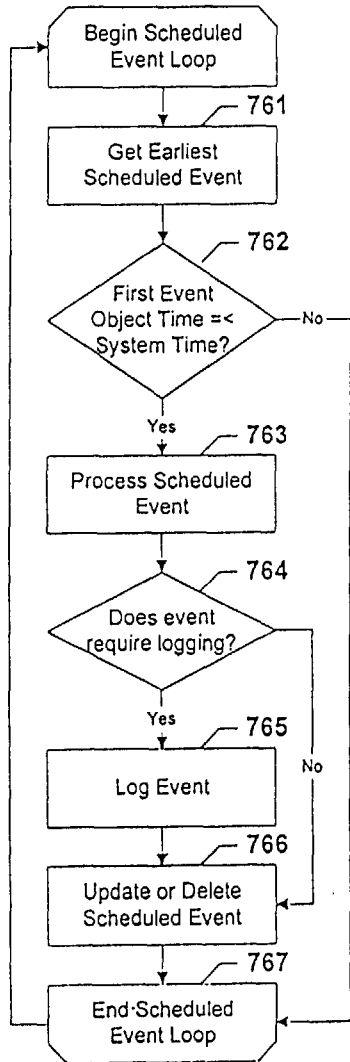 Begin Scheduled
Event Loop
761
Get Earliest
Scheduled Event
762
First Event
Object Time =<
System Time?
No
Yes
763
Process Scheduled
Event
764
Does event
require logging?
Yes
No
765
Log Event
766
Update or Delete
Scheduled Event
767
End·Scheduled
Event Loop